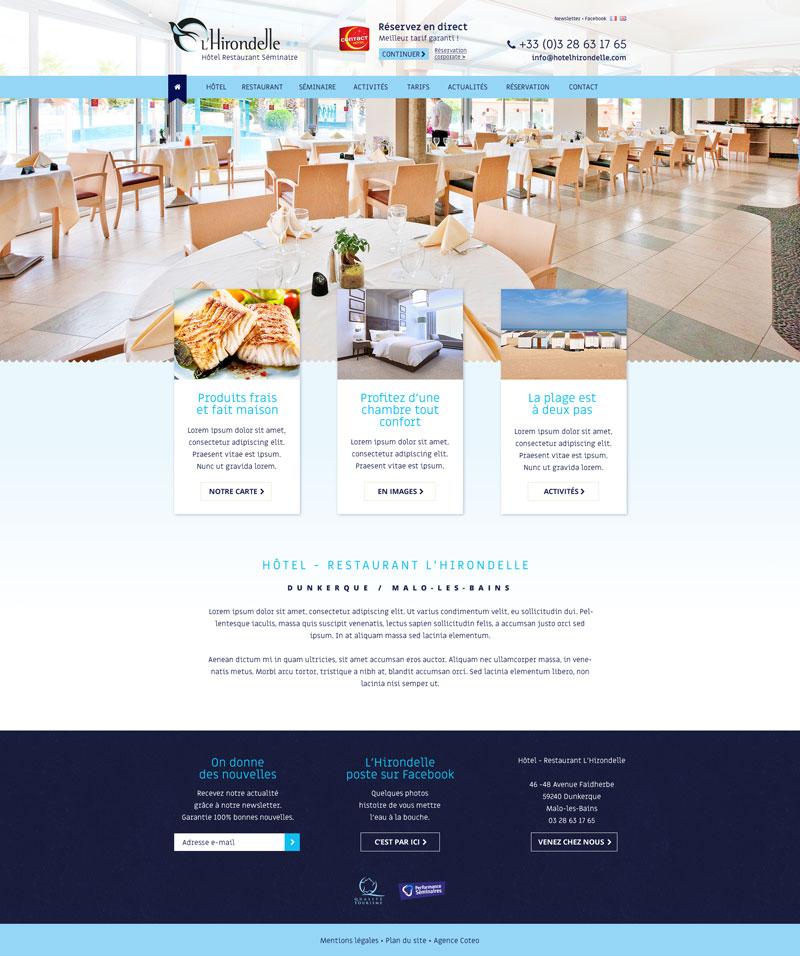 Newsletter • Facebook
L'Hirondelle
Hôtel Restaurant Séminaire
CONTACT
HÔTEL
Réservez en direct
Meilleur tarif garanti !
CONTINUER >
Réservation
corporate >
+33 (0)3 28 63 17 65
info@hotelhirondelle.com
HÔTEL RESTAURANT SÉMINAIRE ACTIVITÉS TARIFS ACTUALITÉS RÉSERVATION CONTACT
Produits frais
et fait maison
Lorem ipsum dolor sit amet,
consectetur adipiscing elit.
Praesent vitae est ipsum.
Nunc ut gravida lorem.
NOTRE CARTE >
Profitez d'une
chambre tout
confort
Lorem ipsum dolor sit amet,
consectetur adipiscing elit.
Praesent vitae est ipsum.
EN IMAGES >
La plage est
à deux pas
Lorem ipsum dolor sit amet,
consectetur adipiscing elit.
Praesent vitae est ipsum,
Nunc ut gravida lorem.
ACTIVITÉS >
HÔTEL - RESTAURANT L'HIRONDELLE
DUNKERQUE / MALO-LES-BAINS
Lorem ipsum dolor sit amet, consectetur adipiscing elit. Ut varius condimentum velit, eu sollicitudin dui. Pel-
lentesque iaculis, massa quis suscipit venenatis, lectus sapien sollicitudin felis, a accumsan justo orci sed
ipsum. In at aliquam massa sed lacinia elementum.
Aenean dictum mi in quam ultricies, sit amet accumsan eros auctor. Aliquam nec ullamcorper massa, in vene-
natis metus. Morbi arcu tortor, tristique a nibh at, blandit accumsan orci. Sed lacinia elementum libero, non
lacinia nisi semper ut.
On donne
des nouvelles
Recevez notre actualité
grâce à notre newsletter.
Garantie 100% bonnes nouvelles.
Adresse e-mail >
L'Hirondelle
poste sur Facebook
Quelques photos
histoire de vous mettre
l'eau à la bouche.
C'EST PAR ICI >
Hôtel - Restaurant L'Hirondelle
46 -48 Avenue Faidherbe
59240 Dunkerque
Malo-les-Bains
03 28 63 17 65
VENEZ CHEZ NOUS >
QUALITÉ
TOURISME
Performance
Séminaires
Mentions légales • Plan du site • Agence Coteo